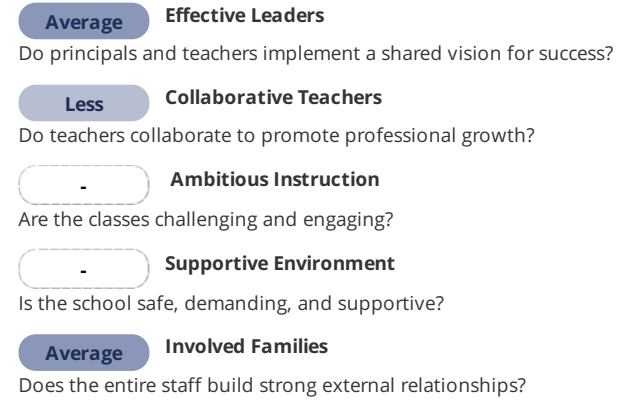 Average Effective Leaders
Do principals and teachers implement a shared vision for success?
Less Collaborative Teachers
Do teachers collaborate to promote professional growth?
- Ambitious Instruction
Are the classes challenging and engaging?
- Supportive Environment
Is the school safe, demanding, and supportive?
Average Involved Families
Does the entire staff build strong external relationships?